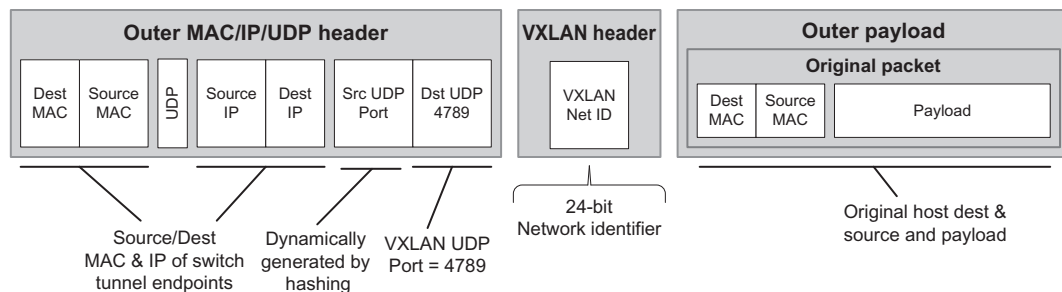 Outer MAC/IP/UDP header
VXLAN header
Outer payload
Original packet
Dest
MAC
Source
MAC
UDP
Source
IP
Dest
IP
Src UDP
Port
Dst UDP
4789
VXLAN
Net ID
Dest
MAC
Source
MAC
Payload
Source/Dest
MAC & IP of switch
tunnel endpoints
Dynamically
generated by
hashing
VXLAN UDP
Port = 4789
24-bit
Network identifier
Original host dest &
source and payload